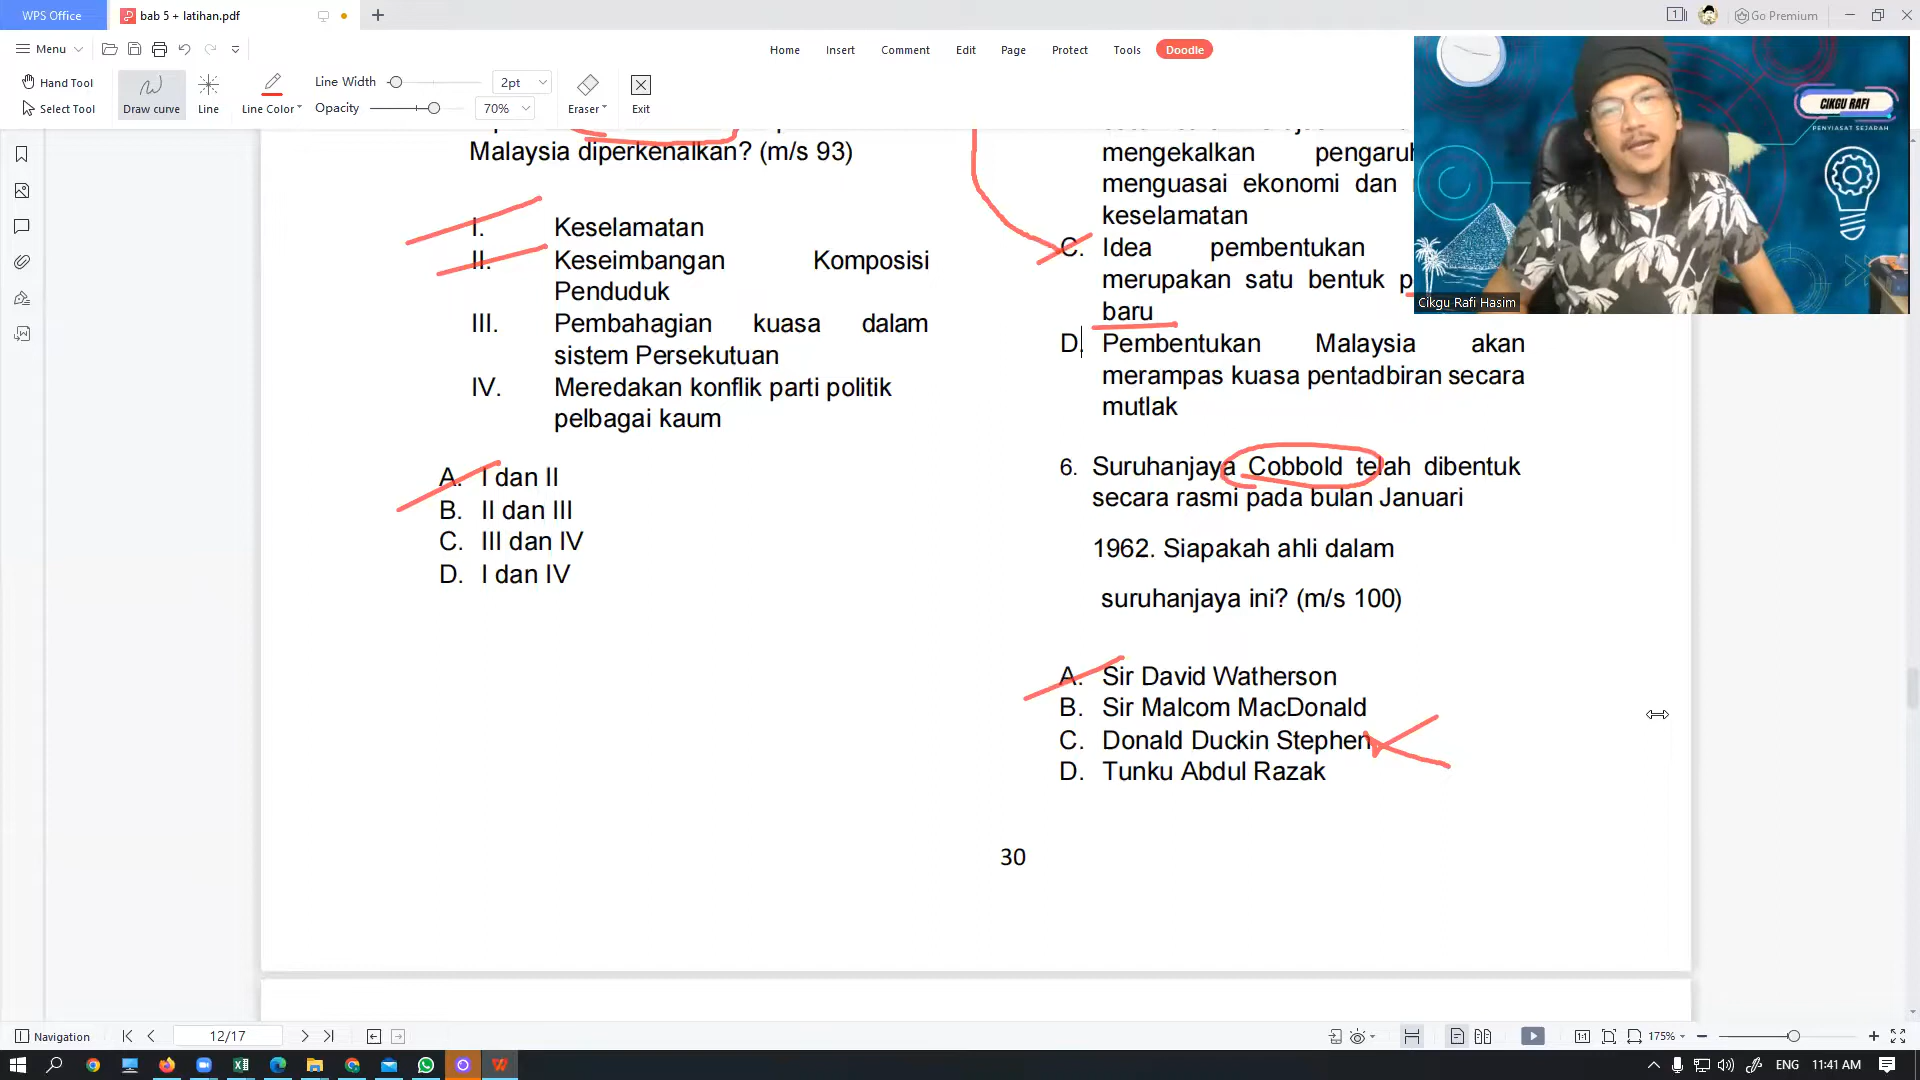 WPS Office
bab 5 + latihan.pdf
1
Go Premium
Menu
Home
Insert
Comment
Edit
Page
Protect
Tools
Doodle
Hand Tool
Select Tool
Draw curve
Line
Line Color
Line Width
2pt
Opacity
70%
Eraser
Exit
Malaysia diperkenalkan? (m/s 93)
I. Keselamatan
II. Keseimbangan Komposisi
Penduduk
III. Pembahagian kuasa dalam
sistem Persekutuan
IV. Meredakan konflik parti politik
pelbagai kaum
A. I dan II
B. II dan III
C. III dan IV
D. I dan IV
mengekalkan pengaruh
menguasai ekonomi dan
keselamatan
C. Idea pembentukan
merupakan satu bentuk
baru
D. Pembentukan Malaysia akan
merampas kuasa pentadbiran secara
mutlak
6. Suruhanjaya Cobbold telah dibentuk
secara rasmi pada bulan Januari
1962. Siapakah ahli dalam
suruhanjaya ini? (m/s 100)
A. Sir David Watherson
B. Sir Malcom MacDonald
C. Donald Duckin Stephen
D. Tunku Abdul Razak
30
CIKGU RAFI
PENYIASAT SEJARAH
Cikgu Rafi Hasim
Navigation
12/17
175%
ENG
11:41 AM